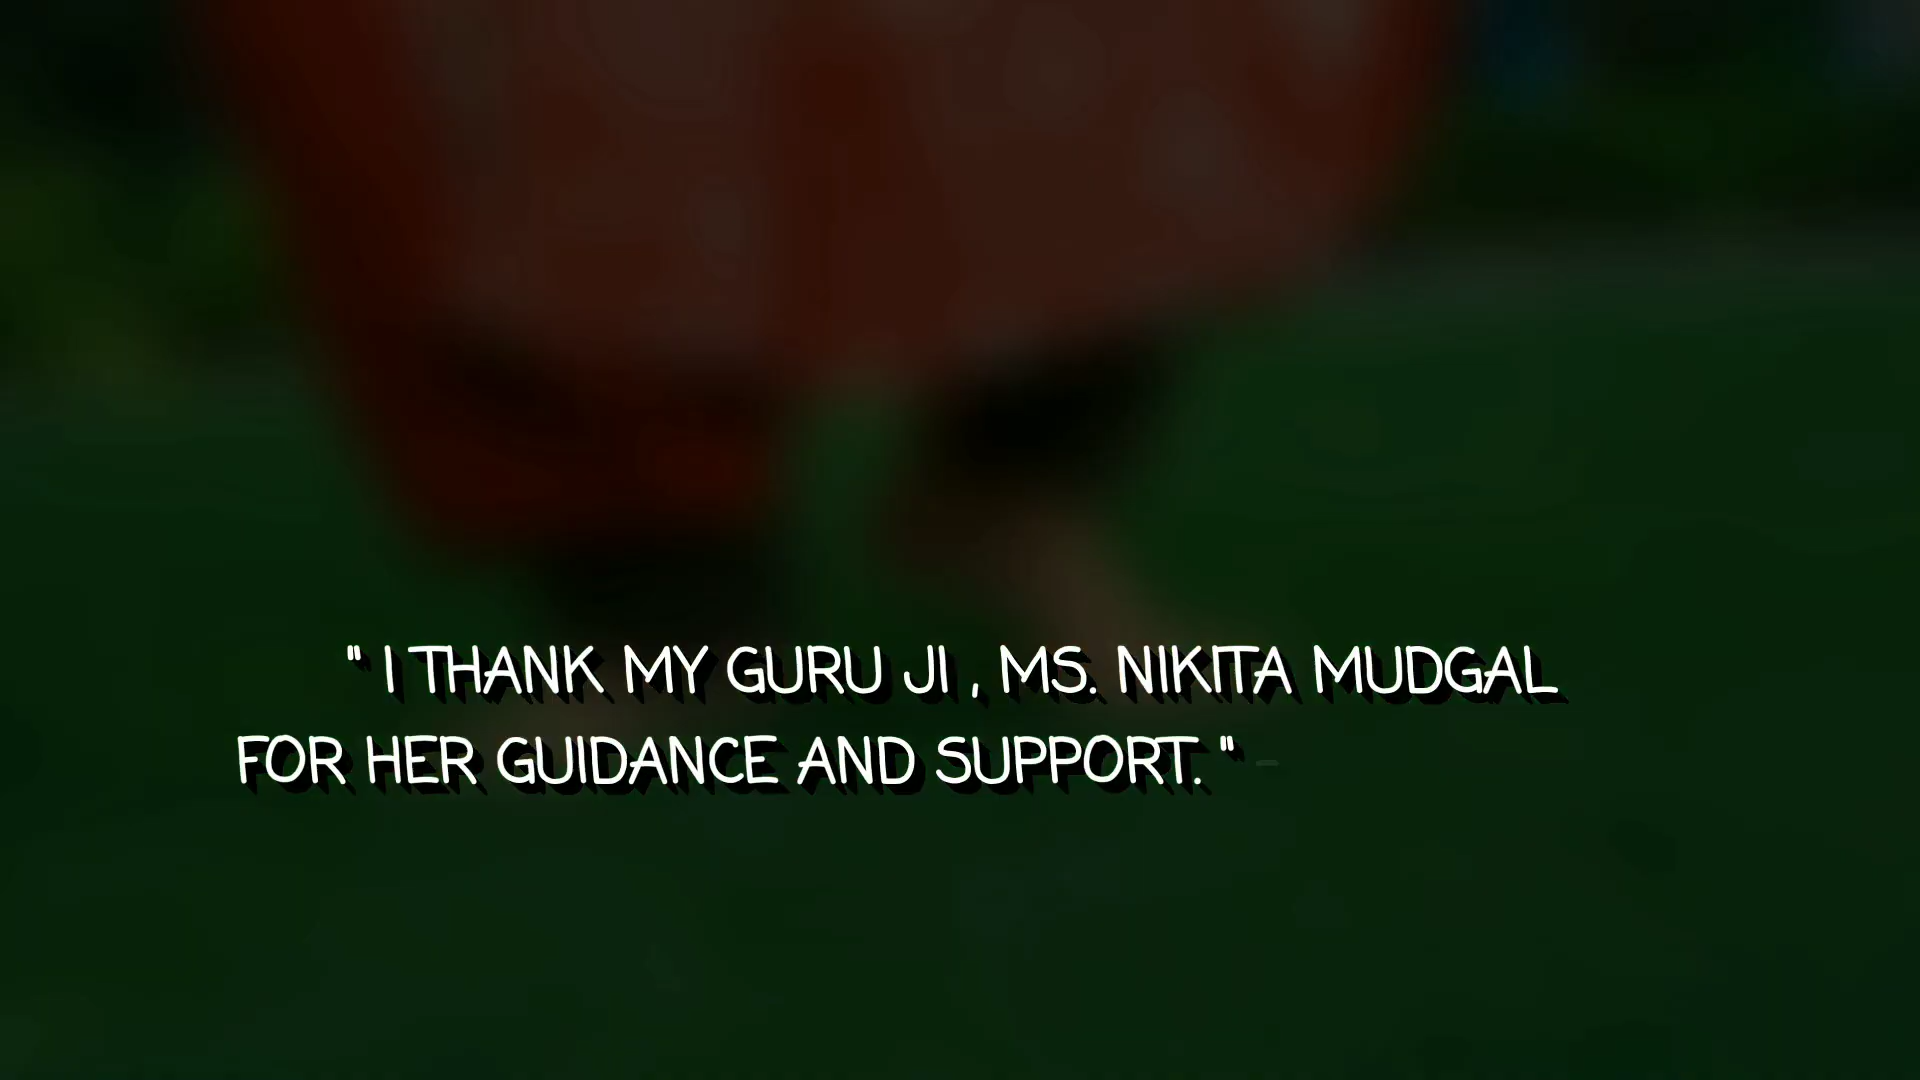 " I THANK MY GURU JI , MS. NIKITA MUDGAL
FOR HER GUIDANCE AND SUPPORT. "